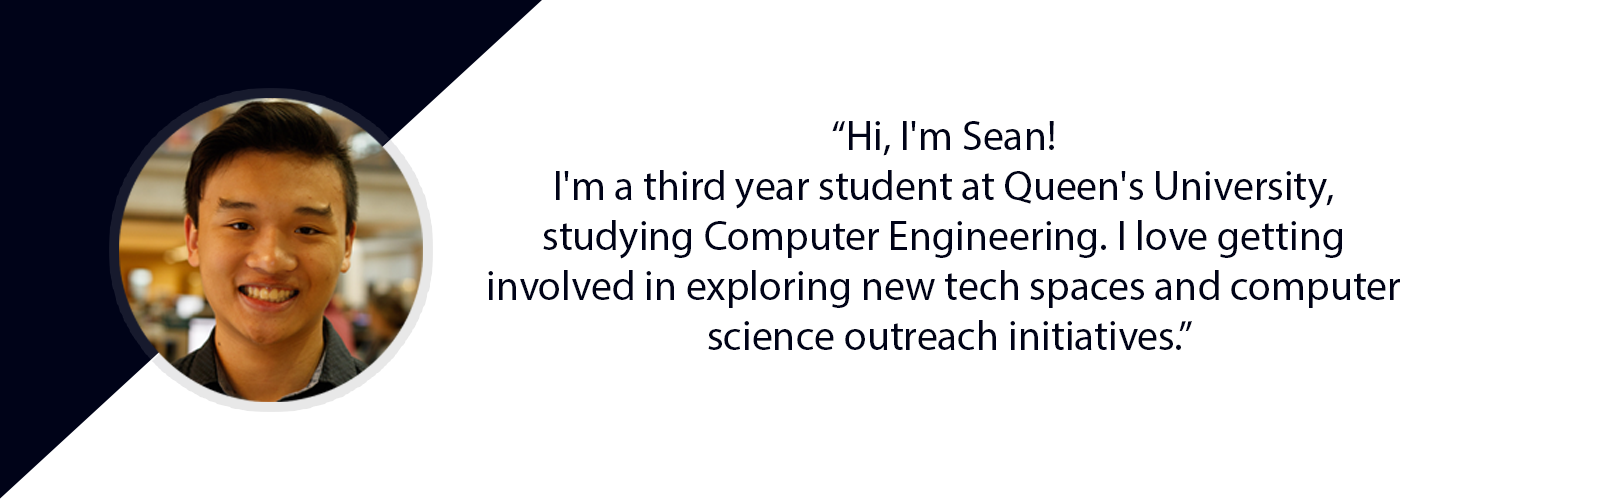 “Hi, I'm Sean!
I'm a third year student at Queen's University,
studying Computer Engineering. I love getting
involved in exploring new tech spaces and computer
science outreach initiatives.”